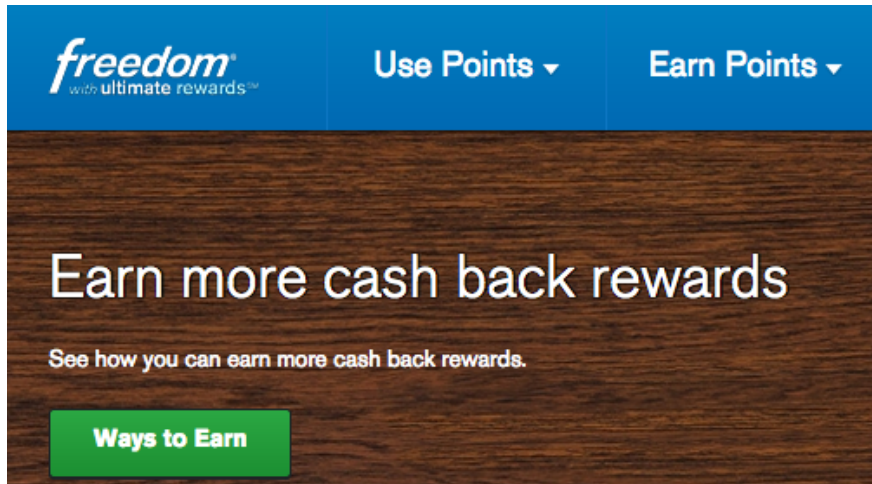 freedom®
with ultimate rewards℠
Use Points
Earn Points
Earn more cash back rewards
See how you can earn more cash back rewards.
Ways to Earn